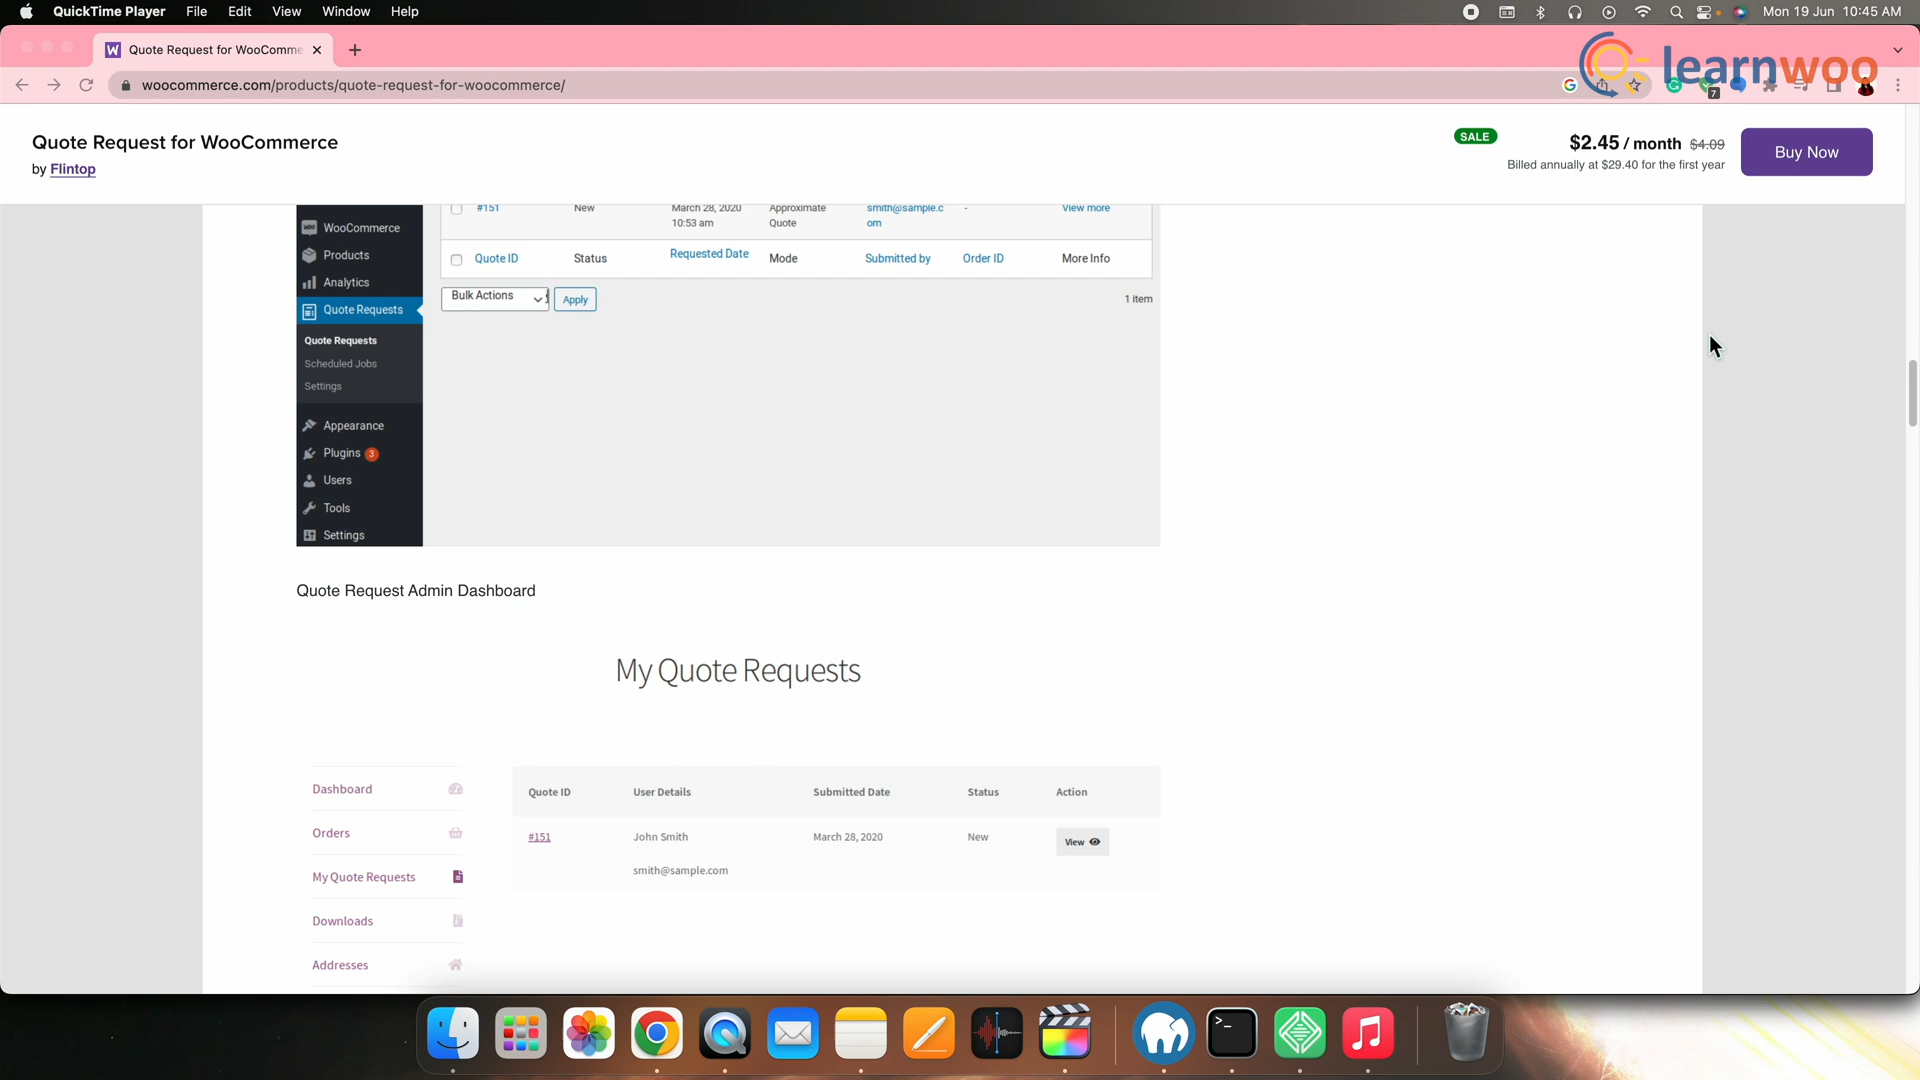 QuickTime Player File Edit View Window Help Mon 19 Jun 10:45 AM
Quote Request for WooComme
woocommerce.com/products/quote-request-for-woocommerce/
7
learnwoo
Quote Request for WooCommerce
by Flintop
SALE
$2.45 / month $4.09
Billed annually at $29.40 for the first year
Buy Now
WooCommerce
Products
Analytics
Quote Requests
Quote Requests
Scheduled Jobs
Settings
Appearance
Plugins 3
Users
Tools
Settings
#151 New March 28, 2020 Approximate smith@sample.c - View more
10:53 am Quote om
Quote ID Status Requested Date Mode Submitted by Order ID More Info
Bulk Actions Apply 1 item
Quote Request Admin Dashboard
My Quote Requests
Dashboard
Orders
My Quote Requests
Downloads
Addresses
Quote ID User Details Submitted Date Status Action
#151 John Smith March 28, 2020 New View
smith@sample.com